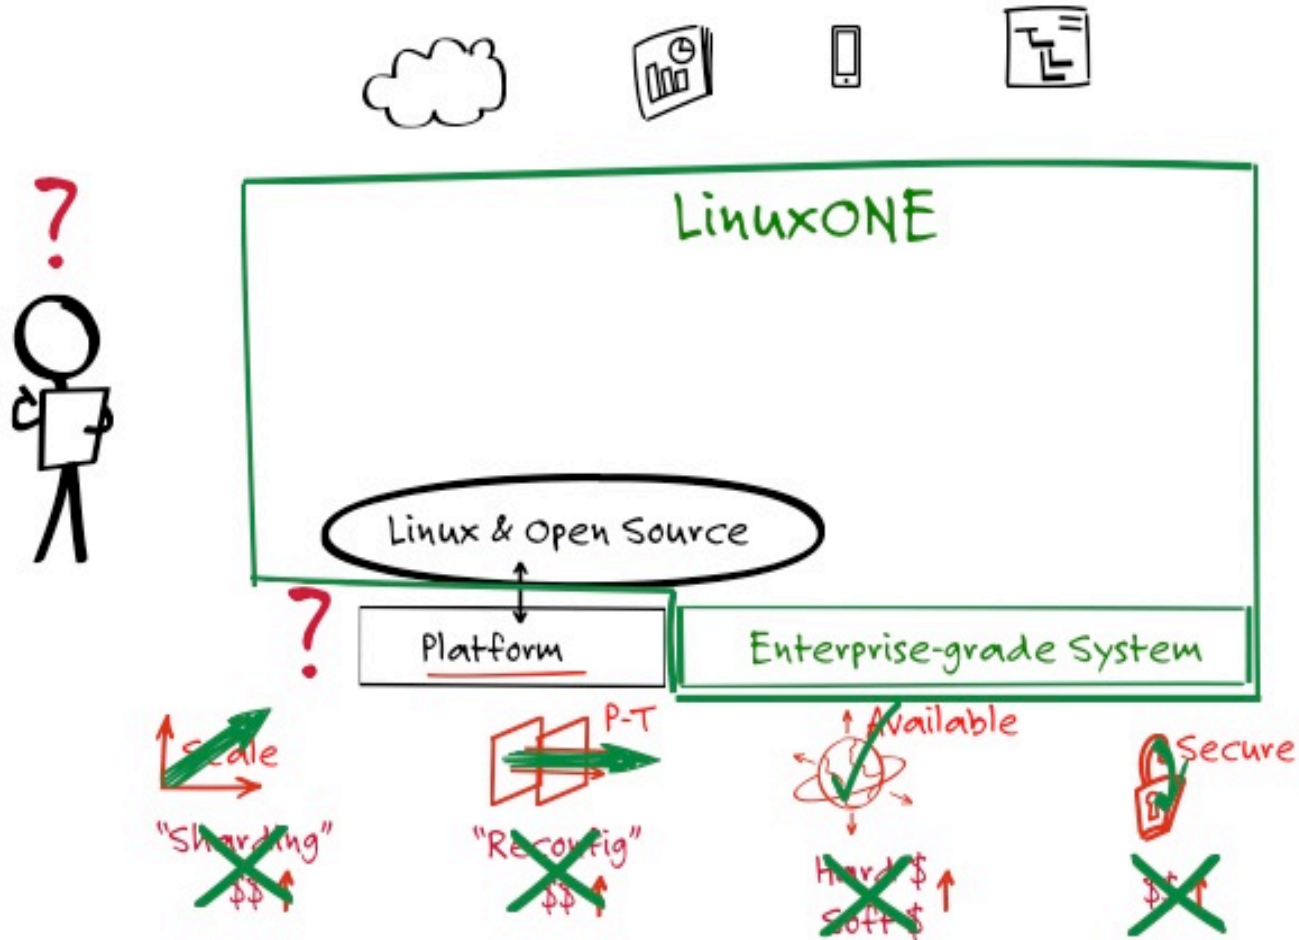 ?
LinuxONE
Linux & Open Source
?
Platform
Enterprise-grade System
Scale
P-T
Available
Secure
"Sharding"
$$
"Reconfig"
$$
Hard $
Soft $
$$